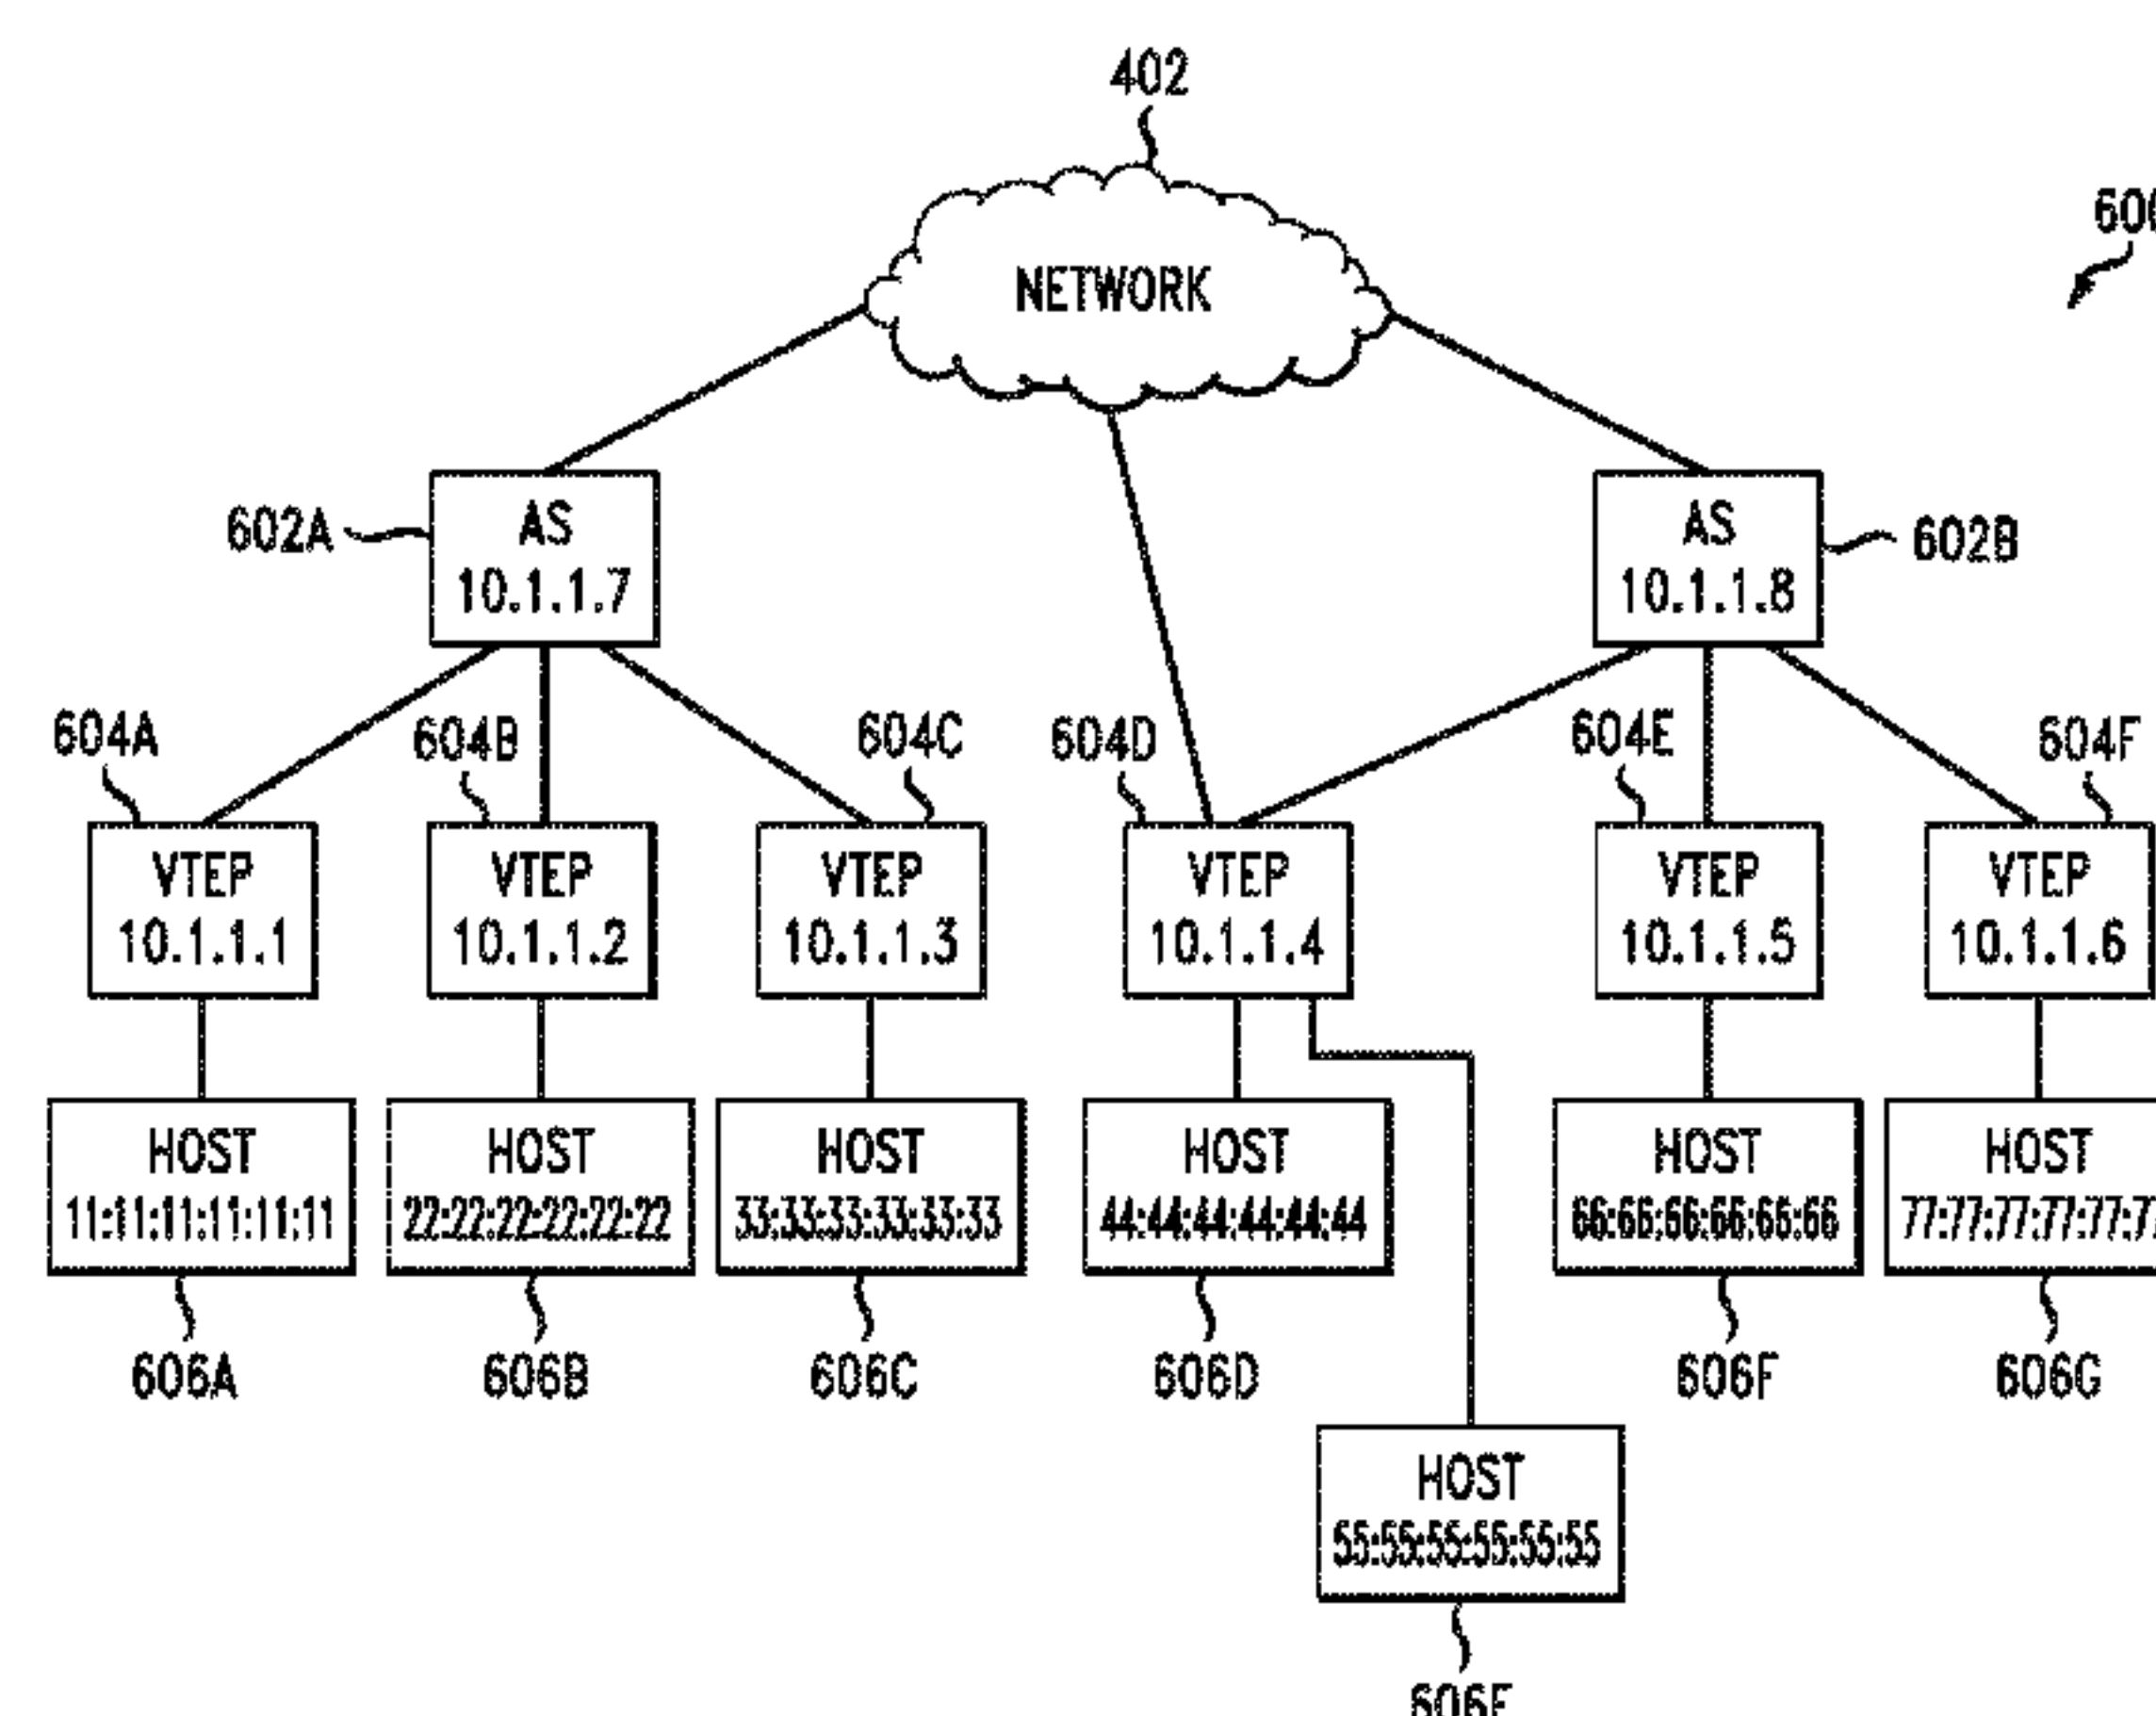 402
NETWORK
602A
AS
10.1.1.7
AS
10.1.1.8
602B
604A
604B
604C
604D
604E
604F
VTEP
10.1.1.1
VTEP
10.1.1.2
VTEP
10.1.1.3
VTEP
10.1.1.4
VTEP
10.1.1.5
VTEP
10.1.1.6
HOST
11:11:11:11:11:11
HOST
22:22:22:22:22:22
HOST
33:33:33:33:33:33
HOST
44:44:44:44:44:44
HOST
66:66:66:66:66:66
HOST
606A
606B
606C
606D
606F
606G
HOST
55:55:55:55:55:55